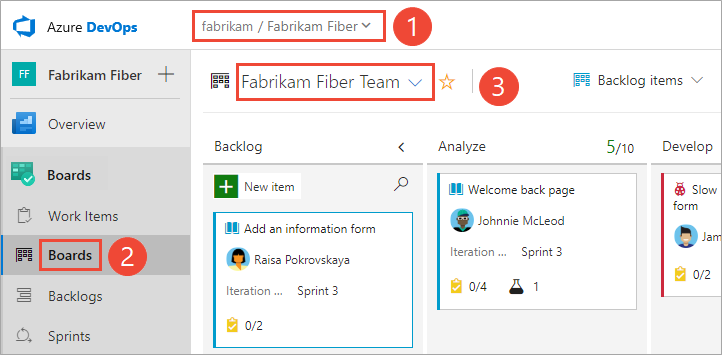 Azure DevOps
fabrikam / Fabrikam Fiber
1
FF Fabrikam Fiber
Fabrikam Fiber Team
3
Backlog items
Overview
Boards
Work Items
Boards
2
Backlogs
Sprints
Backlog
New item
Add an information form
Raisa Pokrovskaya
Iteration ... Sprint 3
0/2
Analyze 5/10
Welcome back page
Johnnie McLeod
Iteration ... Sprint 3
0/4 1
Develop
Slow
form
Jam
0/2